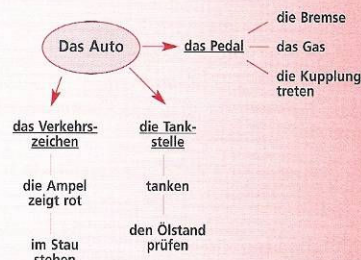 die Bremse
Das Auto
das Pedal
das Gas
die Kupplung
treten
das Verkehrs-
zeichen
die Tank-
stelle
die Ampel
zeigt rot
tanken
im Stau
stehen
den Ölstand
prüfen